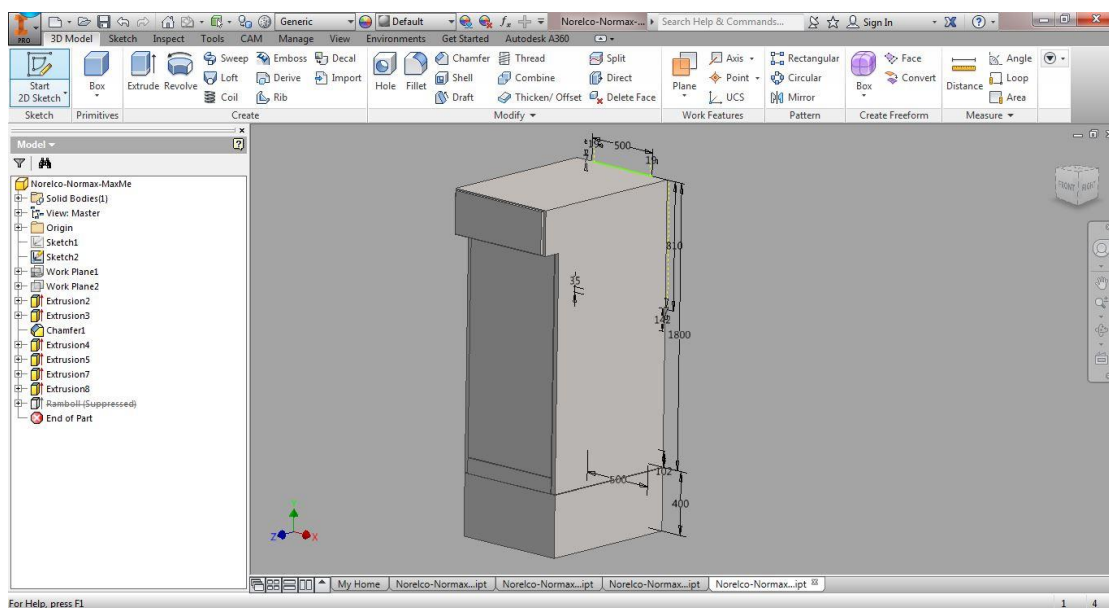 Generic
Default
Norelco-Normax-...
Search Help & Commands...
Sign In
PRO
3D Model Sketch Inspect Tools CAM Manage View Environments Get Started Autodesk A360
Start
2D Sketch
Box
Extrude Revolve
Sweep Emboss Decal
Loft Derive Import
Coil Rib
Hole Fillet
Chamfer Thread Split
Shell Combine Direct
Draft Thicken/ Offset Delete Face
Plane
Axis
Point
UCS
Rectangular
Circular
Mirror
Box
Face
Convert
Distance
Angle
Loop
Area
Sketch Primitives Create Modify Work Features Pattern Create Freeform Measure
Model
Norelco-Normax-MaxMe
Solid Bodies(1)
View: Master
Origin
Sketch1
Sketch2
Work Plane1
Work Plane2
Extrusion2
Extrusion3
Chamfer1
Extrusion4
Extrusion5
Extrusion7
Extrusion8
Ramboll (Suppressed)
End of Part
500
19
810
35
1800
102
500
400
FRONT RIGHT
Z X
My Home Norelco-Normax...ipt Norelco-Normax...ipt Norelco-Normax...ipt Norelco-Normax...ipt
For Help, press F1
1 4